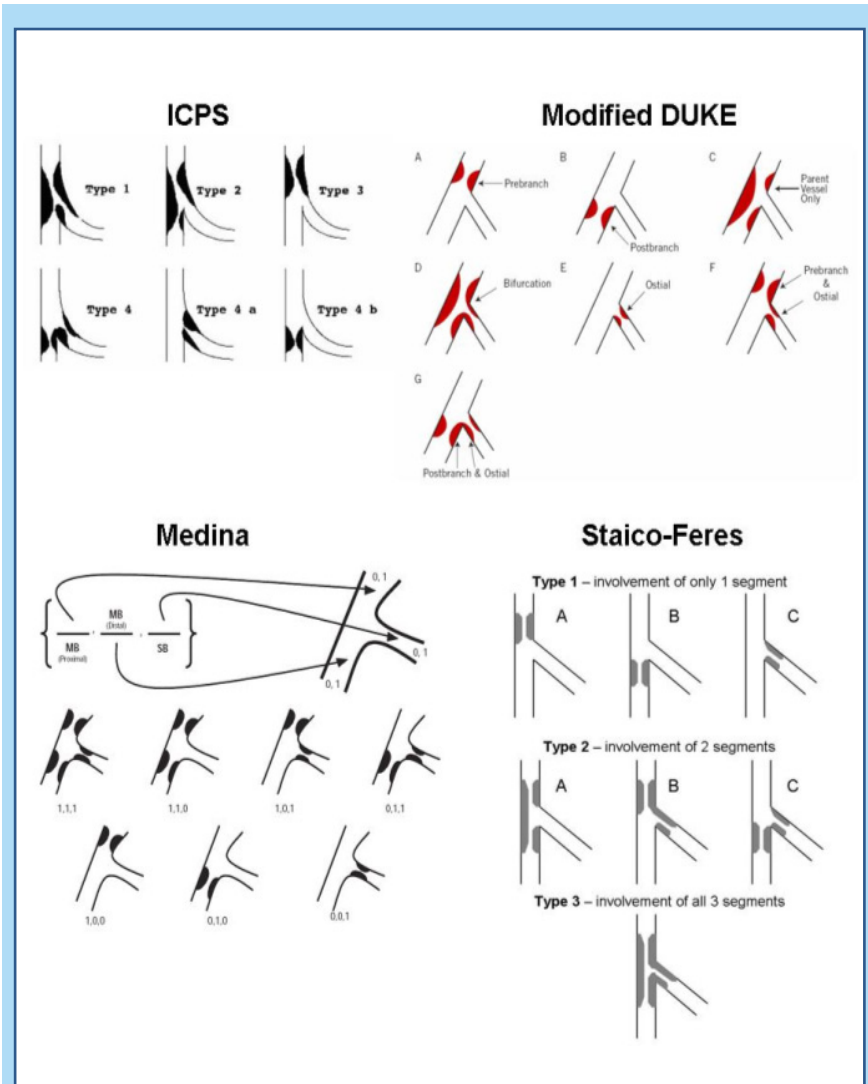 ICPS
Type 1
Type 2
Type 3
Type 4
Type 4 a
Type 4 b
Modified DUKE
A
Prebranch
B
Postbranch
C
Parent
Vessel
Only
D
Bifurcation
E
Ostial
F
Prebranch
&
Ostial
G
Postbranch & Ostial
Medina
{ MB (Proximal) , MB (Distal) , SB }
0, 1
0, 1
0, 1
1,1,1
1,1,0
1,0,1
0,1,1
1,0,0
0,1,0
0,0,1
Staico-Feres
Type 1 – involvement of only 1 segment
A
B
C
Type 2 – involvement of 2 segments
A
B
C
Type 3 – involvement of all 3 segments